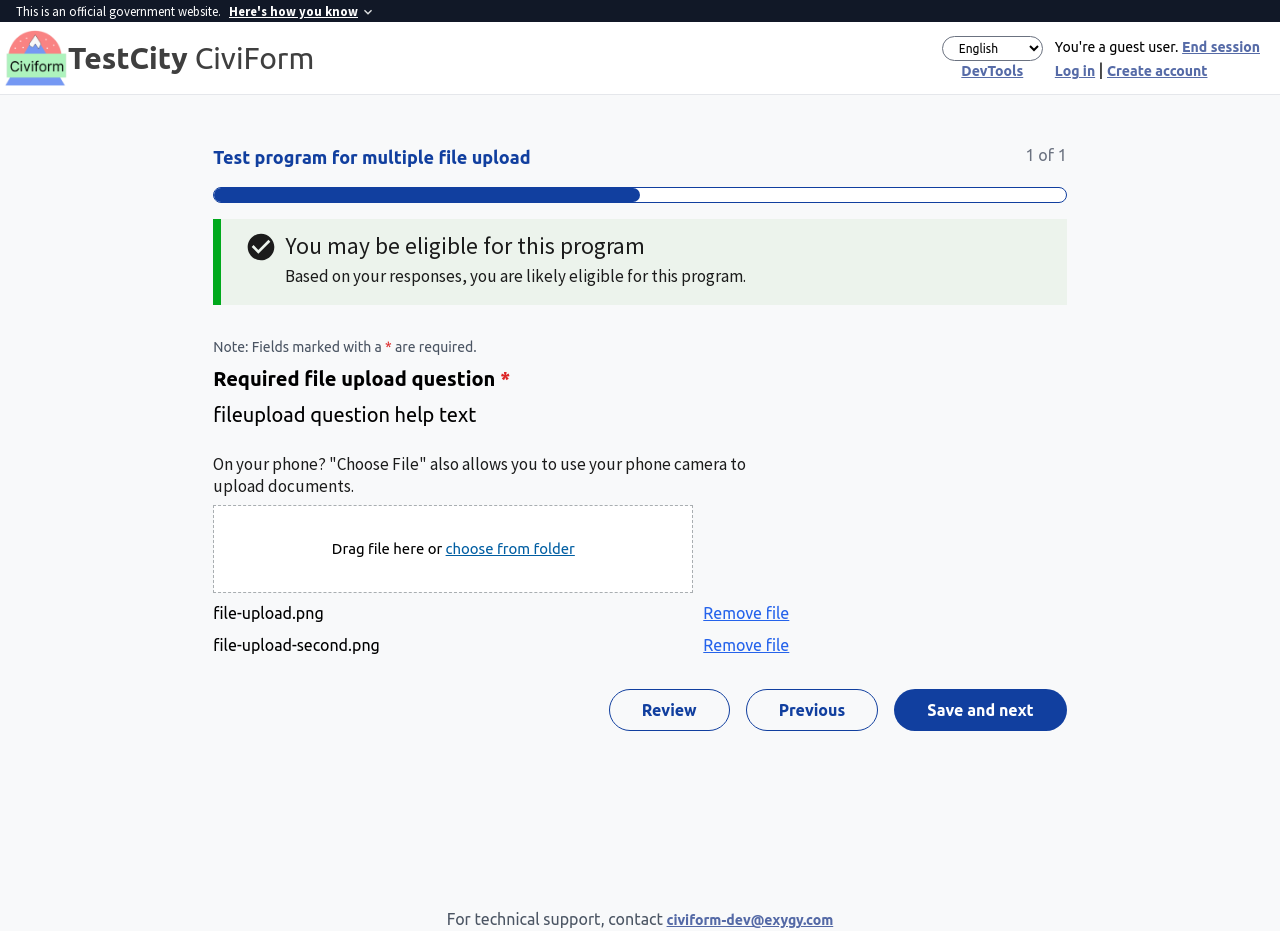 This is an official government website. Here's how you know
Civiform
TestCity CiviForm
English
You're a guest user. End session
DevTools
Log in | Create account
Test program for multiple file upload
1 of 1
You may be eligible for this program
Based on your responses, you are likely eligible for this program.
Note: Fields marked with a * are required.
Required file upload question *
fileupload question help text
On your phone? "Choose File" also allows you to use your phone camera to
upload documents.
Drag file here or choose from folder
file-upload.png Remove file
file-upload-second.png Remove file
Review Previous Save and next
For technical support, contact civiform-dev@exygy.com